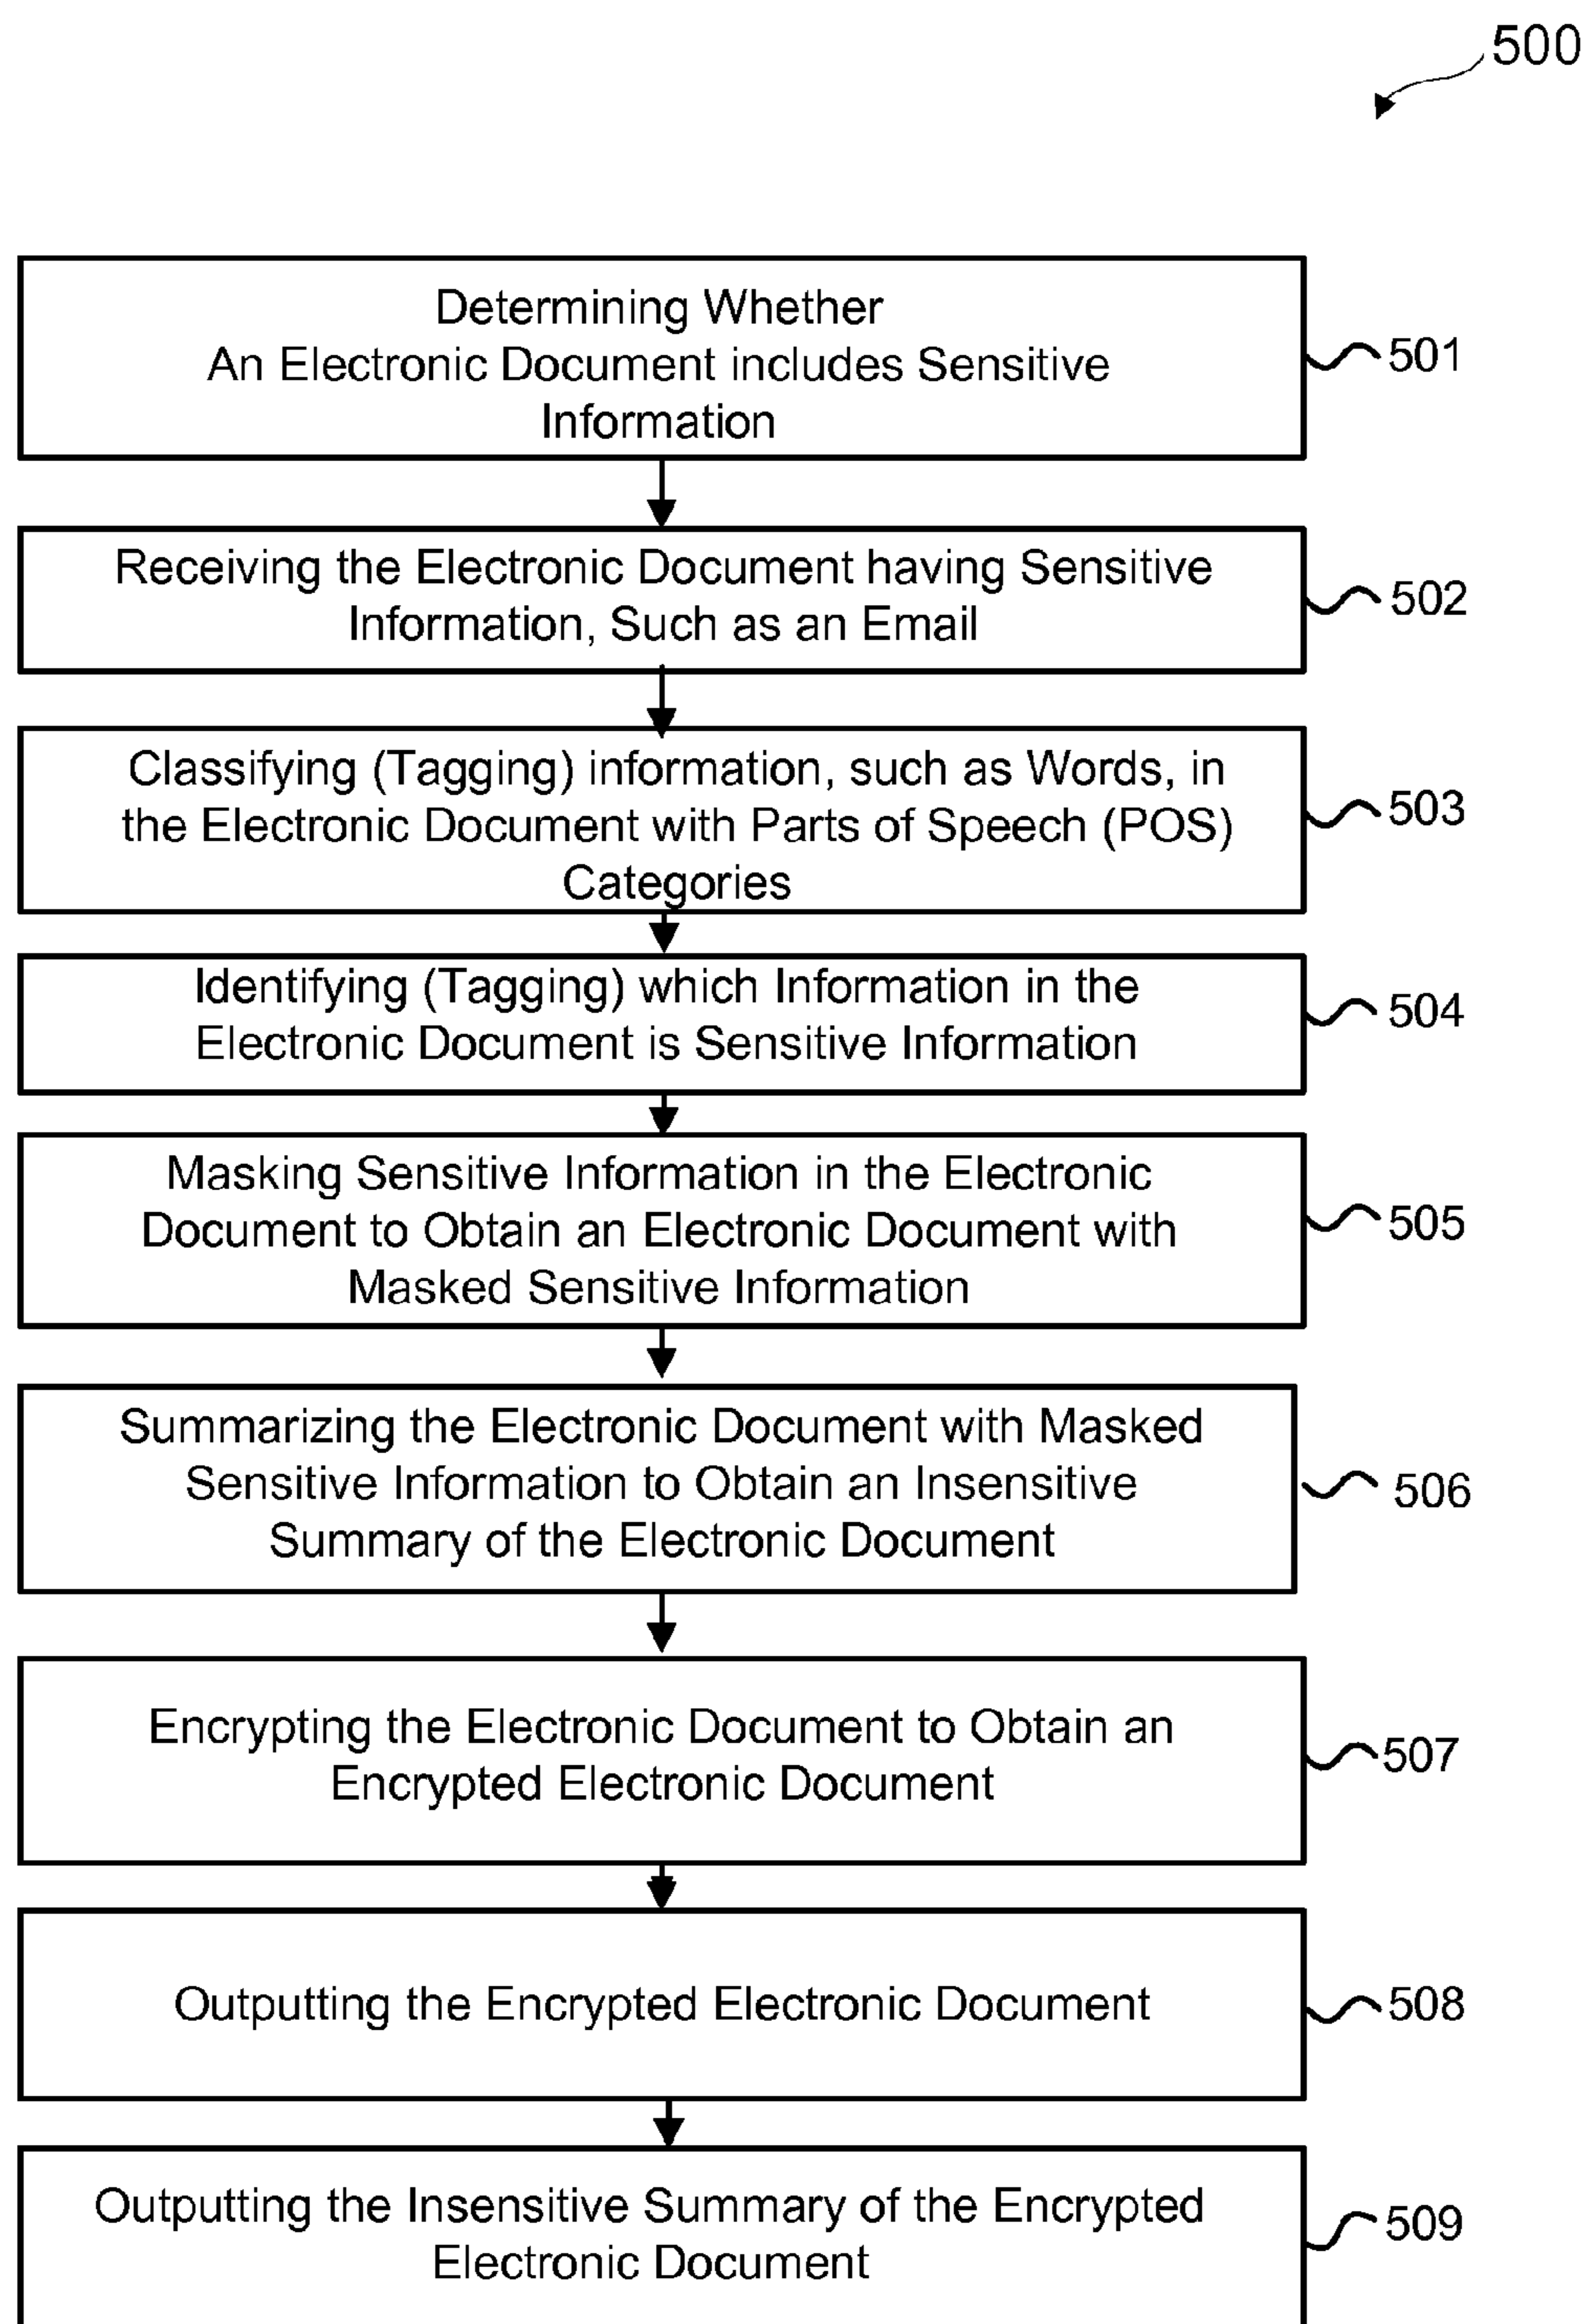 500
Determining Whether
An Electronic Document includes Sensitive
Information
501
Receiving the Electronic Document having Sensitive
Information, Such as an Email
502
Classifying (Tagging) information, such as Words, in
the Electronic Document with Parts of Speech (POS)
Categories
503
Identifying (Tagging) which Information in the
Electronic Document is Sensitive Information
504
Masking Sensitive Information in the Electronic
Document to Obtain an Electronic Document with
Masked Sensitive Information
505
Summarizing the Electronic Document with Masked
Sensitive Information to Obtain an Insensitive
Summary of the Electronic Document
506
Encrypting the Electronic Document to Obtain an
Encrypted Electronic Document
507
Outputting the Encrypted Electronic Document
508
Outputting the Insensitive Summary of the Encrypted
Electronic Document
509